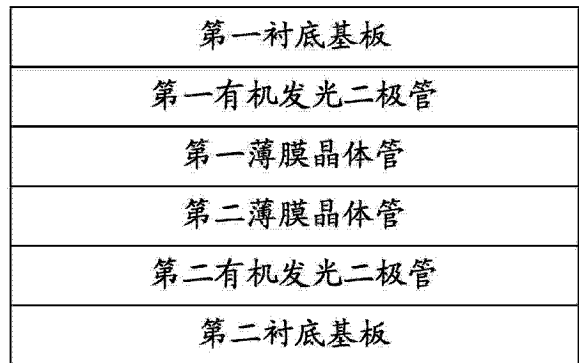 第一衬底基板
第一有机发光二极管
第一薄膜晶体管
第二薄膜晶体管
第二有机发光二极管
第二衬底基板